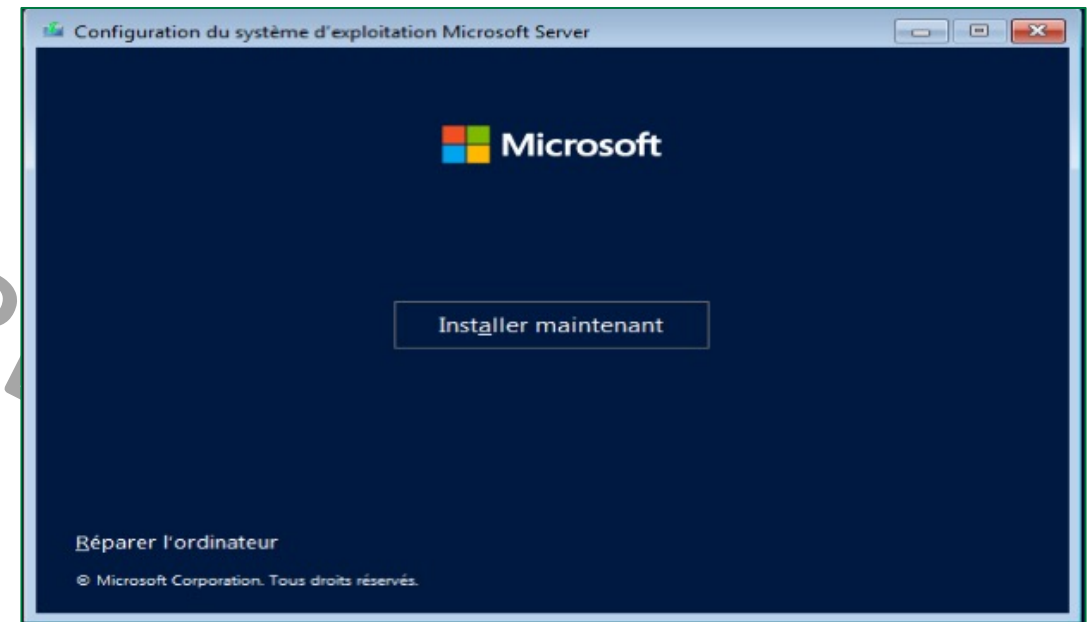 Configuration du système d'exploitation Microsoft Server
Microsoft
Installer maintenant
Réparer l'ordinateur
© Microsoft Corporation. Tous droits réservés.